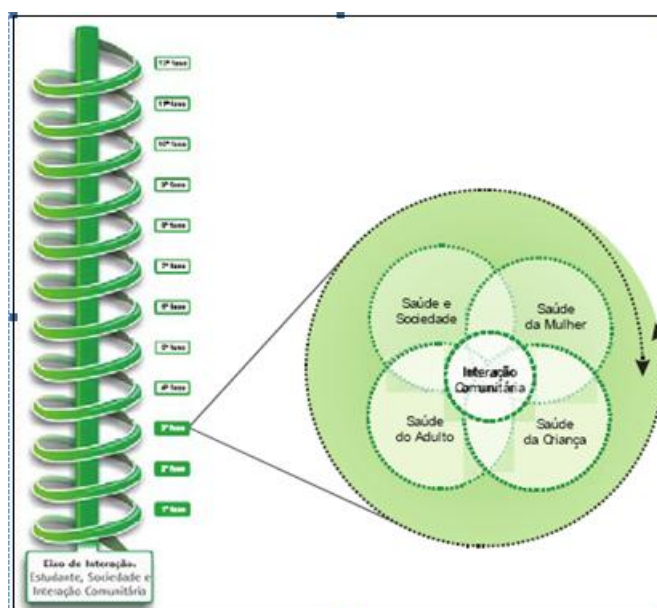 12ª fase
11ª fase
10ª fase
9ª fase
8ª fase
7ª fase
6ª fase
5ª fase
4ª fase
3ª fase
2ª fase
1ª fase
Eixo de Interação.
Estudante, Sociedade e
Interação Comunitária
Saúde e
Sociedade
Saúde
da Mulher
Interação
Comunitária
Saúde
do Adulto
Saúde
da Criança